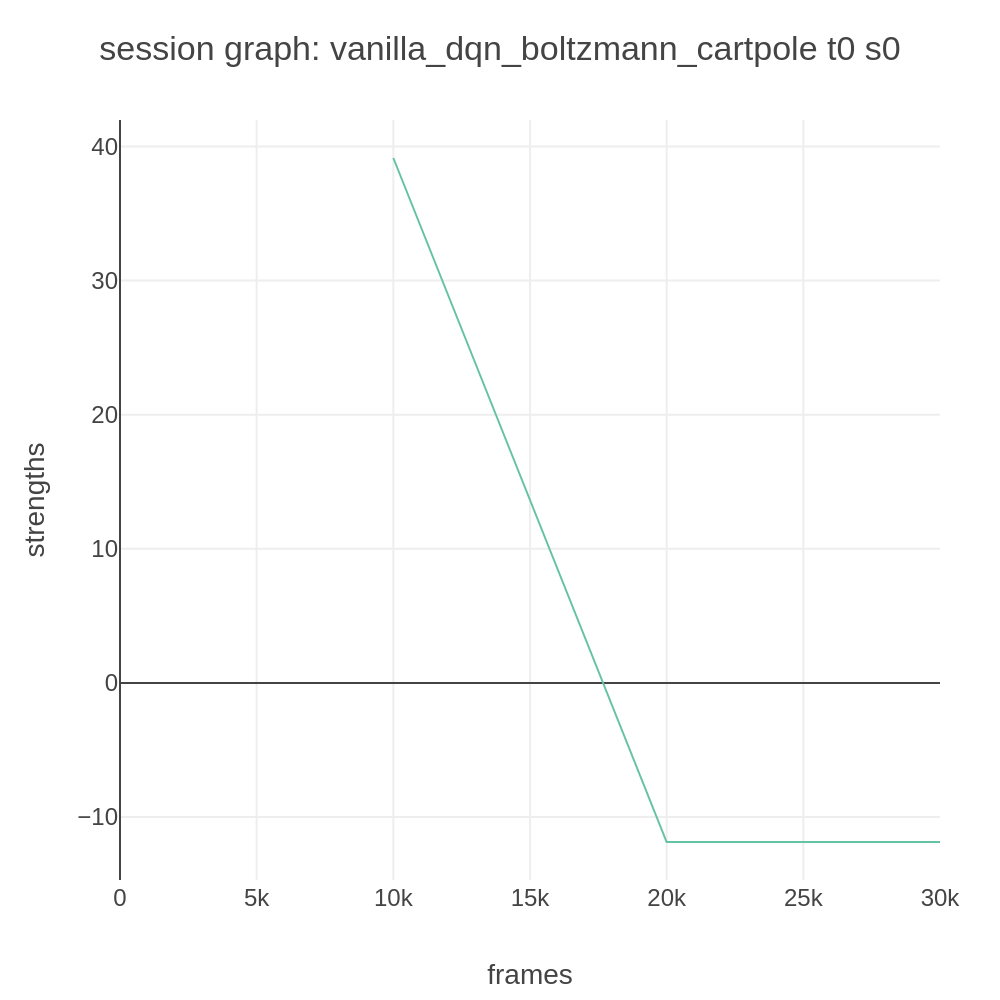 session graph: vanilla_dqn_boltzmann_cartpole t0 s0
40
30
20
10
0
−10
strengths
0
5k
10k
15k
20k
25k
30k
frames